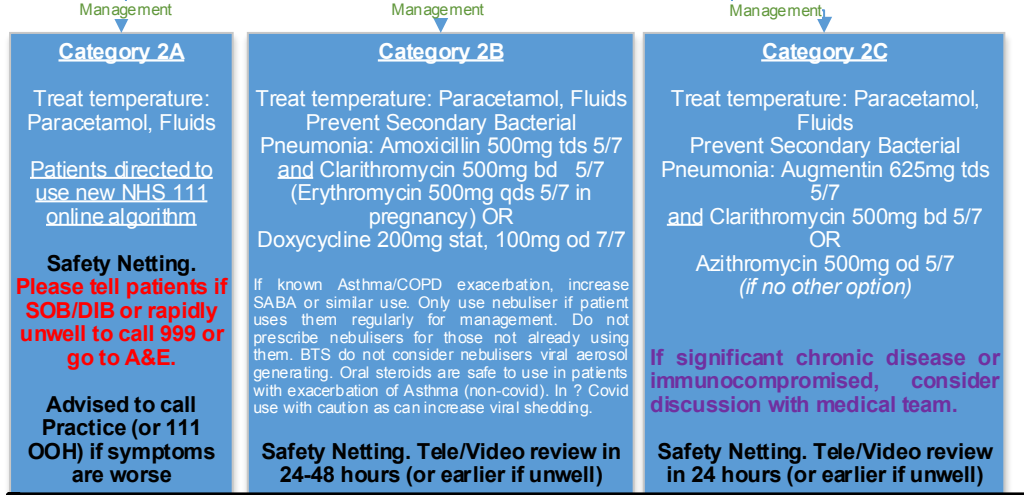 Management
Management
Management
Category 2A
Treat temperature:
Paracetamol, Fluids
Patients directed to
use new NHS 111
online algorithm
Safety Netting.
Please tell patients if
SOB/DIB or rapidly
unwell to call 999 or
go to A&E.
Advised to call
Practice (or 111
OOH) if symptoms
are worse
Category 2B
Treat temperature: Paracetamol, Fluids
Prevent Secondary Bacterial
Pneumonia: Amoxicillin 500mg tds 5/7
and Clarithromycin 500mg bd 5/7
(Erythromycin 500mg qds 5/7 in
pregnancy) OR
Doxycycline 200mg stat, 100mg od 7/7
If known Asthma/COPD exacerbation, increase
SABA or similar use. Only use nebuliser if patient
uses them regularly for management. Do not
prescribe nebulisers for those not already using
them. BTS do not consider nebulisers viral aerosol
generating. Oral steroids are safe to use in patients
with exacerbation of Asthma (non-covid). In ? Covid
use with caution as can increase viral shedding.
Safety Netting. Tele/Video review in
24-48 hours (or earlier if unwell)
Category 2C
Treat temperature: Paracetamol,
Fluids
Prevent Secondary Bacterial
Pneumonia: Augmentin 625mg tds
5/7
and Clarithromycin 500mg bd 5/7
OR
Azithromycin 500mg od 5/7
(if no other option)
If significant chronic disease or
immunocompromised, consider
discussion with medical team.
Safety Netting. Tele/Video review
in 24 hours (or earlier if unwell)